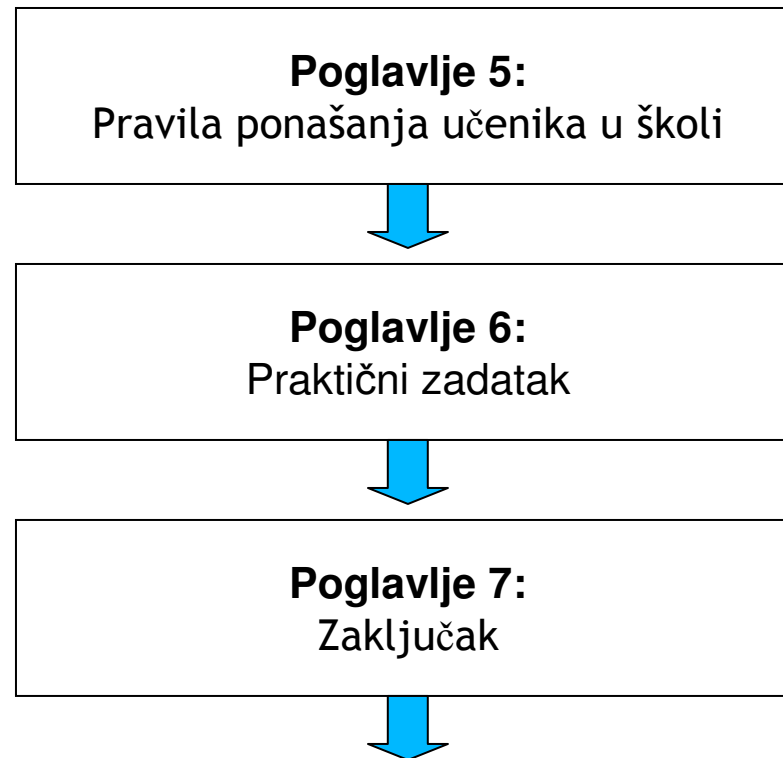 Poglavlje 5:
Pravila ponašanja učenika u školi
Poglavlje 6:
Praktični zadatak
Poglavlje 7:
Zaključak